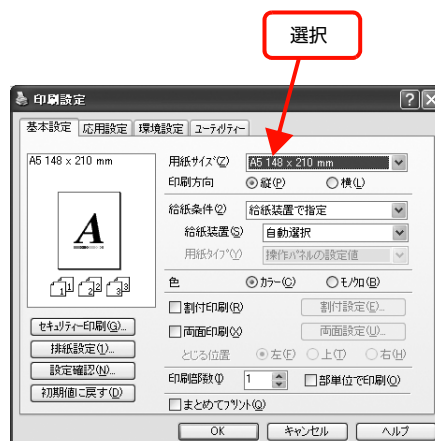 選択
印刷設定
基本設定 応用設定 環境設定 ユーティリティー
A5 148 x 210 mm
用紙サイズ(Z) A5 148 x 210 mm
印刷方向 縦(P) 横(L)
給紙条件(2) 給紙装置で指定
給紙装置(S) 自動選択
用紙タイプ(Y) 操作パネルの設定値
A
1 1 2 2 3 3
色 カラー(C) モノクロ(B)
割付印刷(R) 割付設定(E)...
セキュリティー印刷(G)...
両面印刷(X) 両面設定(U)...
排紙設定(1)...
とじる位置 左(F) 上(T) 右(H)
設定確認(N)...
印刷部数(I) 1 部単位で印刷(O)
初期値に戻す(D)
まとめてプリント(Q)
OK キャンセル ヘルプ